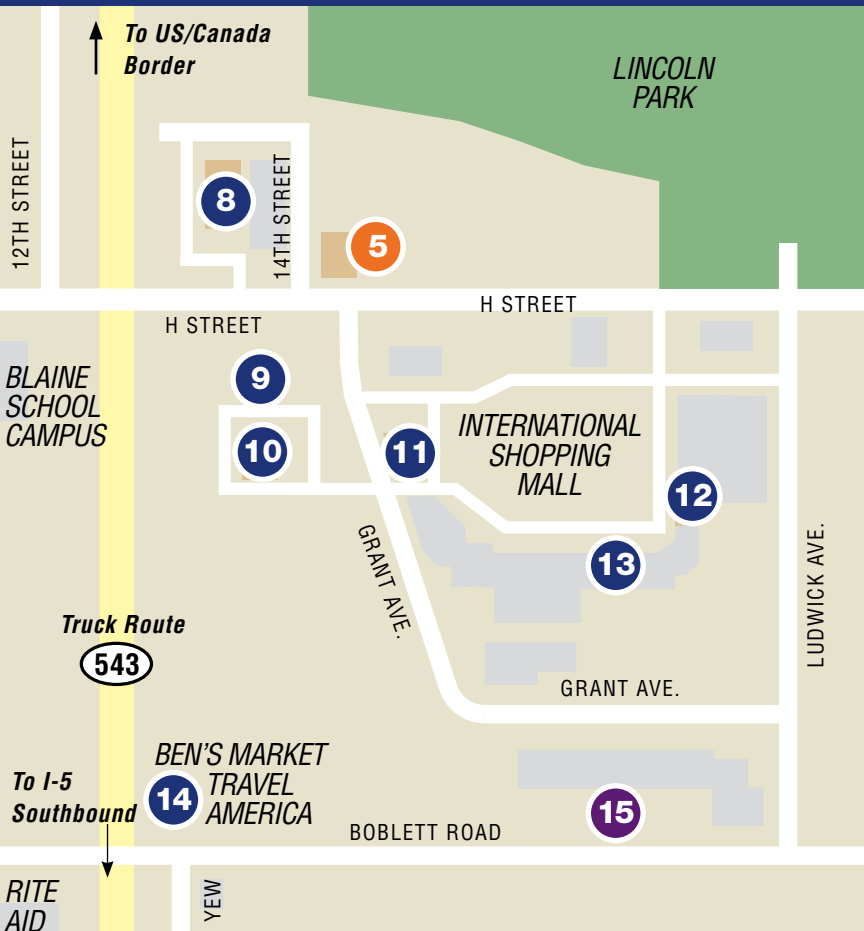 To US/Canada
Border
LINCOLN
PARK
12TH STREET
14TH STREET
8
5
H STREET
H STREET
BLAINE
SCHOOL
CAMPUS
9
10
11
INTERNATIONAL
SHOPPING
MALL
12
13
GRANT AVE.
LUDWICK AVE.
Truck Route
543
GRANT AVE.
BEN'S MARKET
TRAVEL
AMERICA
14
To I-5
Southbound
15
BOBLETT ROAD
RITE
AID
YEW